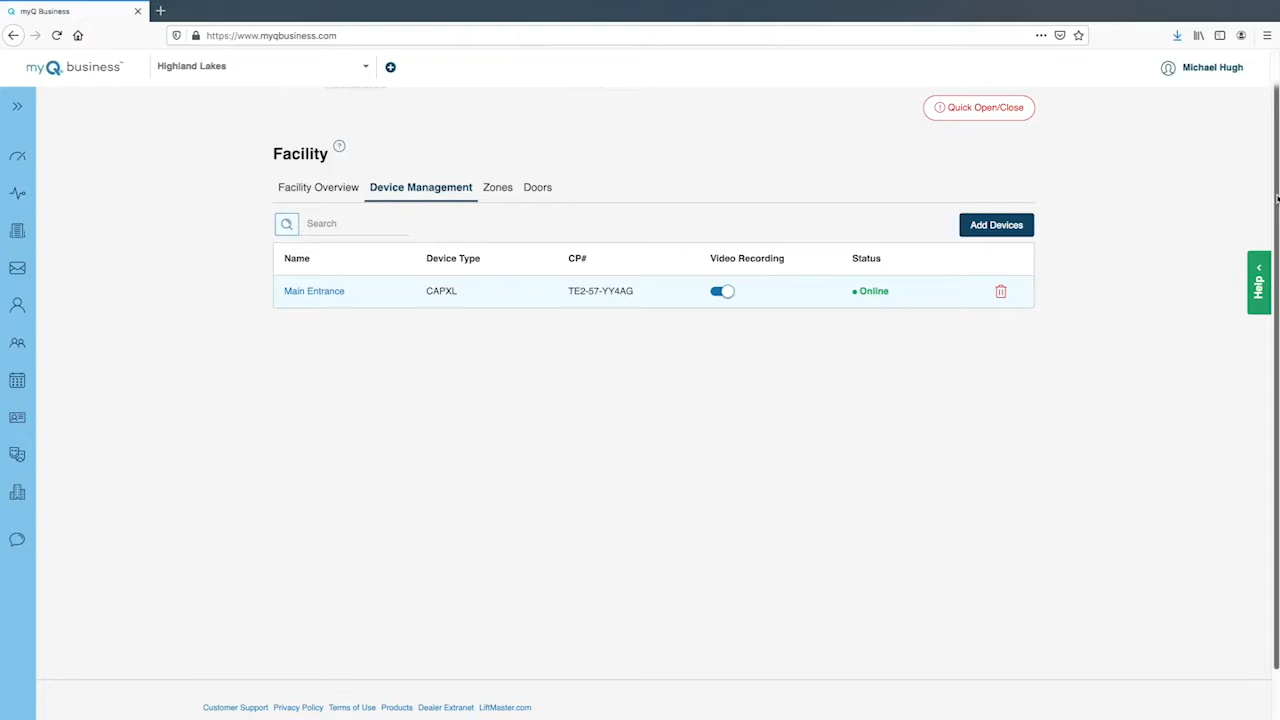 myQ Business
https://www.myqbusiness.com
myQ business™
Highland Lakes
Michael Hugh
Quick Open/Close
Facility
Facility Overview Device Management Zones Doors
Search
Add Devices
Name Device Type CP# Video Recording Status
Main Entrance CAPXL TE2-57-YY4AG Online
Help
Customer Support Privacy Policy Terms of Use Products Dealer Extranet LiftMaster.com